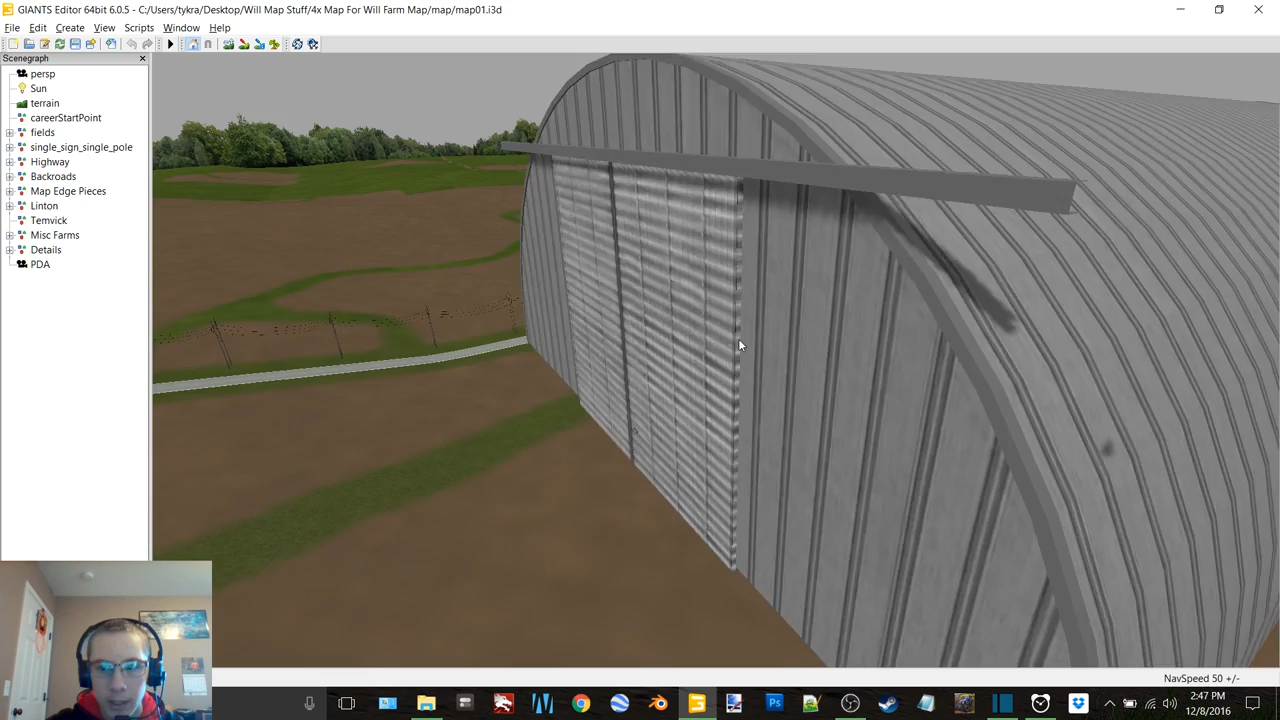 GIANTS Editor 64bit 6.0.5 - C:/Users/tykra/Desktop/Will Map Stuff/4x Map For Will Farm Map/map/map01.i3d
File Edit Create View Scripts Window Help
Scenegraph
persp
Sun
terrain
careerStartPoint
fields
single_sign_single_pole
Highway
Backroads
Map Edge Pieces
Linton
Temvick
Misc Farms
Details
PDA
NavSpeed 50 +/-
Ps
2:47 PM
12/8/2016